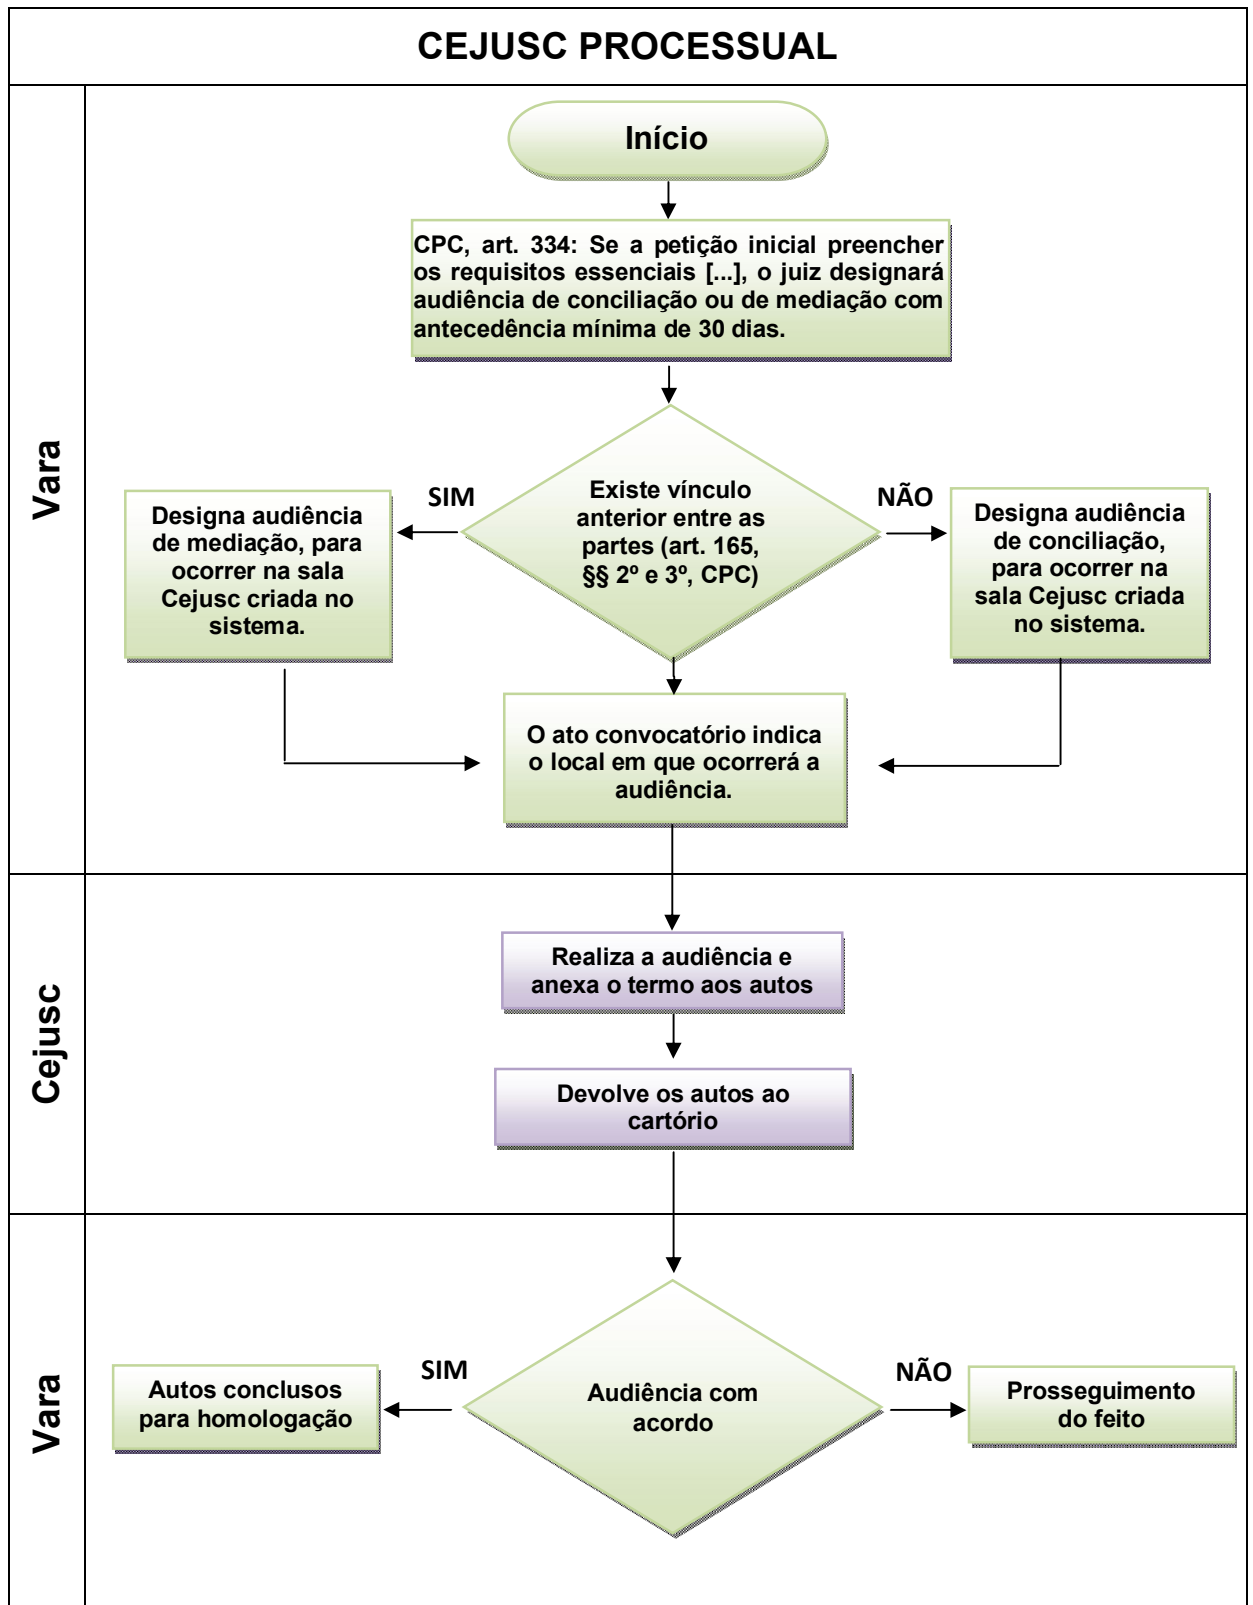 CEJUSC PROCESSUAL
Vara
Início
CPC, art. 334: Se a petição inicial preencher
os requisitos essenciais [...], o juiz designará
audiência de conciliação ou de mediação com
antecedência mínima de 30 dias.
Existe vínculo
anterior entre as
partes (art. 165,
§§ 2º e 3º, CPC)
SIM
NÃO
Designa audiência
de mediação, para
ocorrer na sala
Cejusc criada no
sistema.
Designa audiência
de conciliação,
para ocorrer na
sala Cejusc criada
no sistema.
O ato convocatório indica
o local em que ocorrerá a
audiência.
Cejusc
Realiza a audiência e
anexa o termo aos autos
Devolve os autos ao
cartório
Vara
Audiência com
acordo
SIM
NÃO
Autos conclusos
para homologação
Prosseguimento
do feito